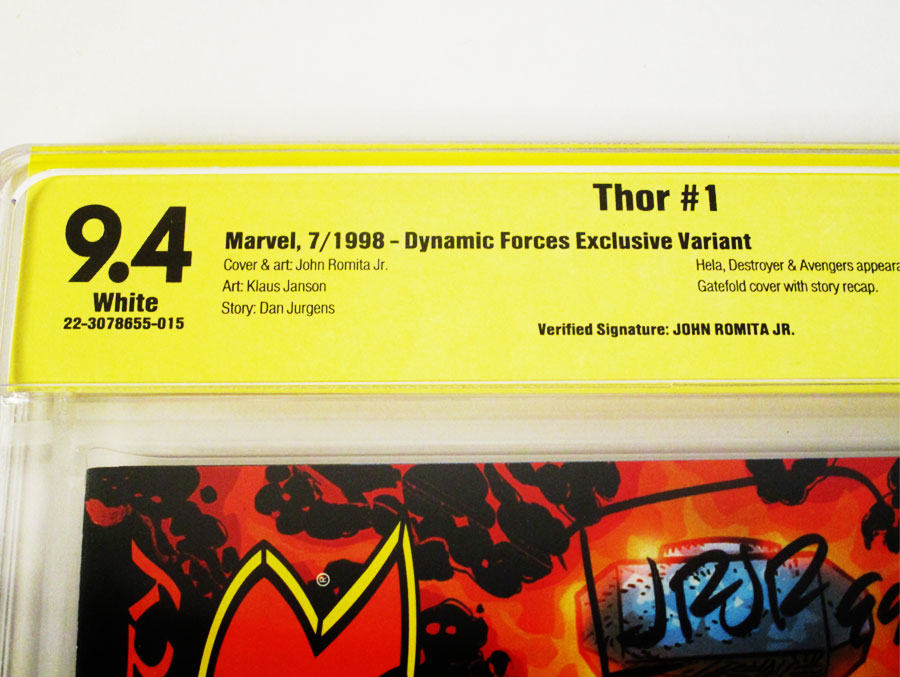 Thor #1
9.4
White
22-3078655-015
Marvel, 7/1998 - Dynamic Forces Exclusive Variant
Cover & art: John Romita Jr.
Art: Klaus Janson
Story: Dan Jurgens
Hela, Destroyer & Avengers appeara
Gatefold cover with story recap.
Verified Signature: JOHN ROMITA JR.
®
JRJR